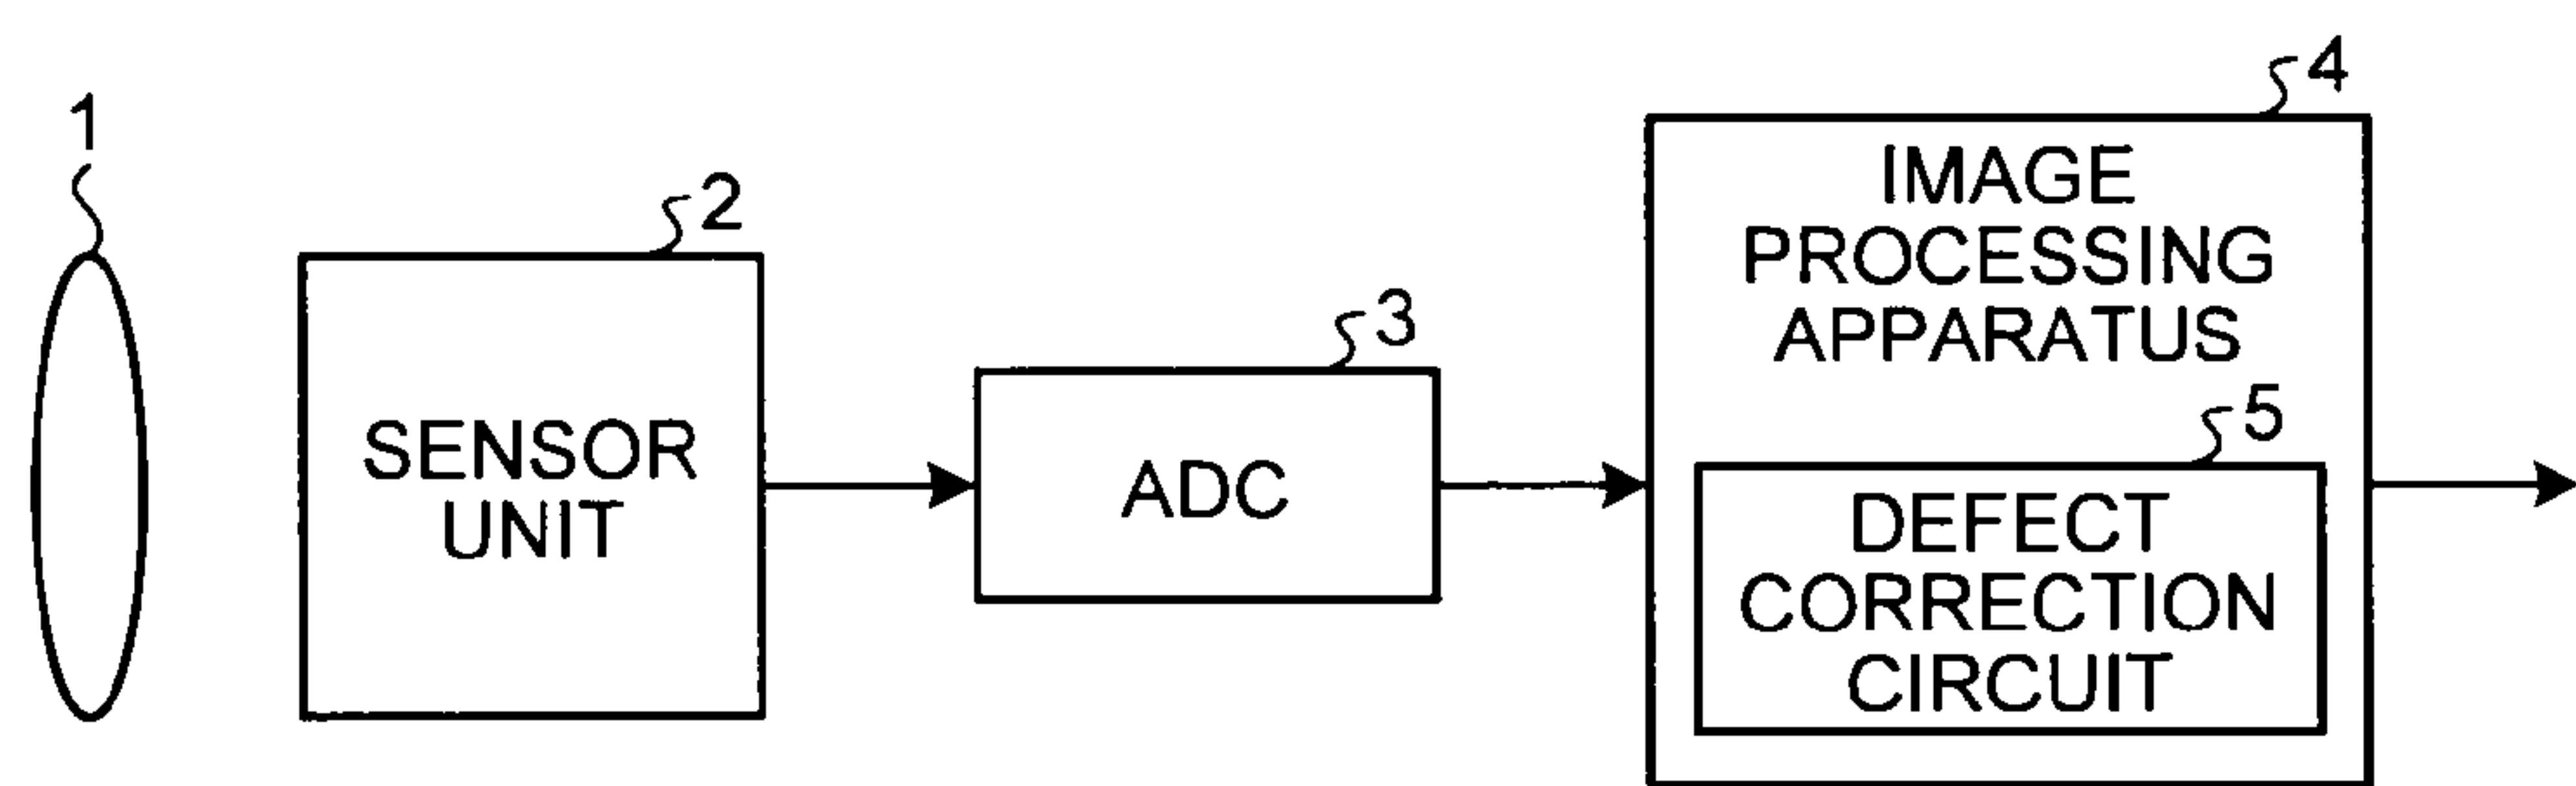 1
2
SENSOR
UNIT
3
ADC
4
IMAGE
PROCESSING
APPARATUS
5
DEFECT
CORRECTION
CIRCUIT